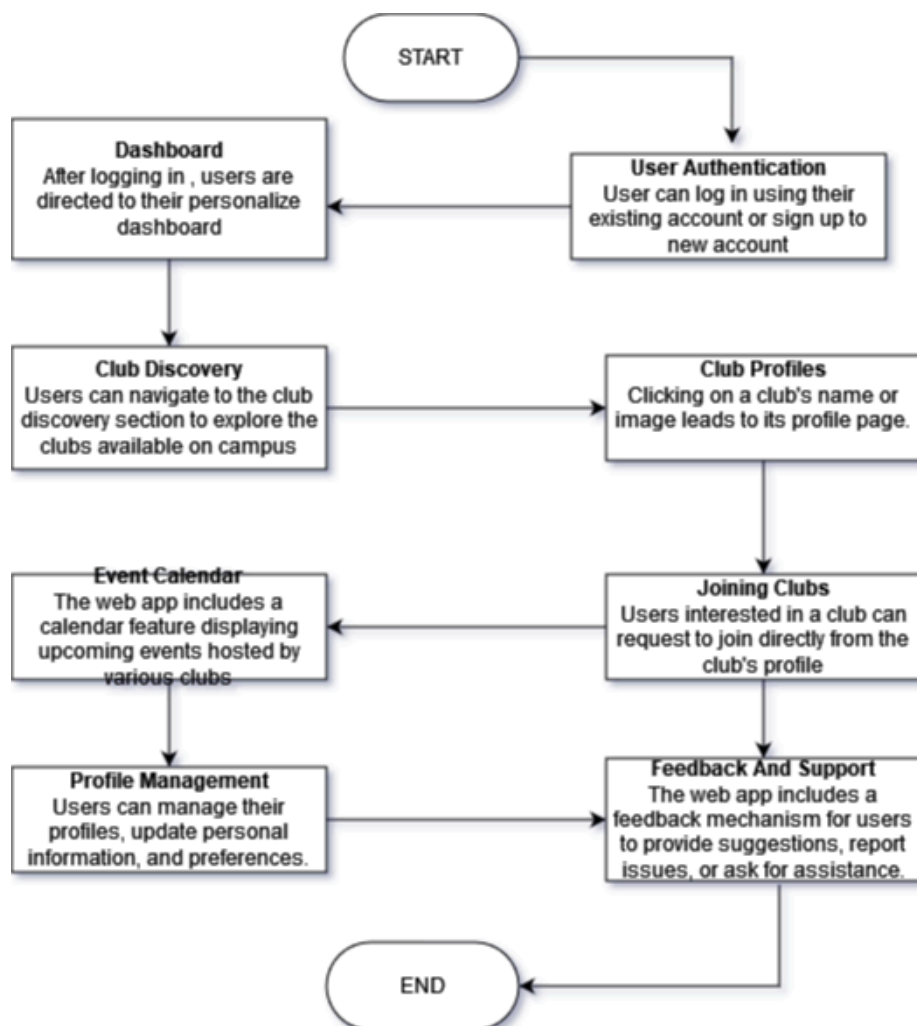 START
User Authentication
User can log in using their
existing account or sign up to
new account
Dashboard
After logging in , users are
directed to their personalize
dashboard
Club Discovery
Users can navigate to the club
discovery section to explore the
clubs available on campus
Club Profiles
Clicking on a club's name or
image leads to its profile page.
Joining Clubs
Users interested in a club can
request to join directly from the
club's profile
Event Calendar
The web app includes a
calendar feature displaying
upcoming events hosted by
various clubs
Profile Management
Users can manage their
profiles, update personal
information, and preferences.
Feedback And Support
The web app includes a
feedback mechanism for users
to provide suggestions, report
issues, or ask for assistance.
END